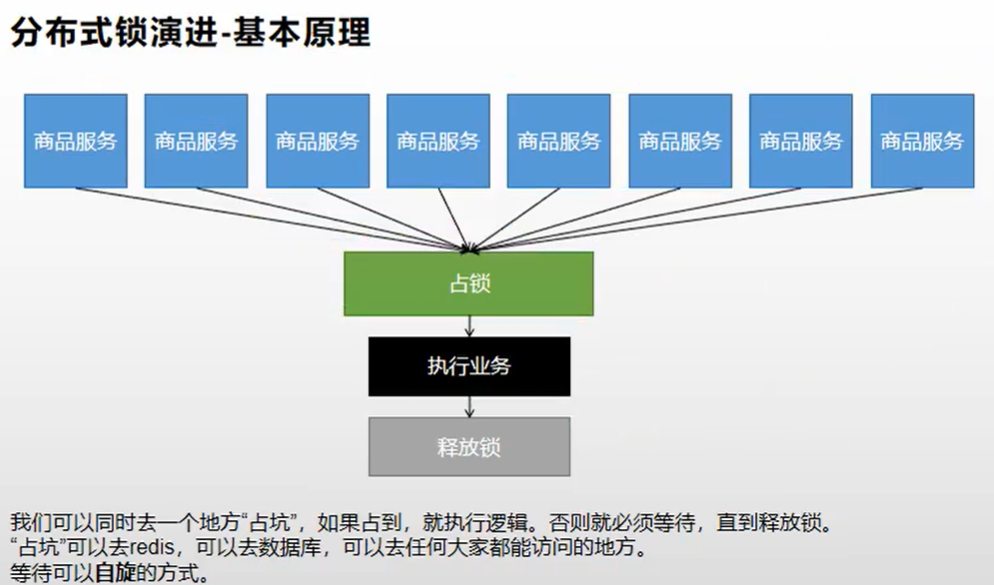 分布式锁演进-基本原理
商品服务 商品服务 商品服务 商品服务 商品服务 商品服务 商品服务 商品服务
占锁
执行业务
释放锁
我们可以同时去一个地方“占坑”，如果占到，就执行逻辑。否则就必须等待，直到释放锁。
“占坑”可以去redis，可以去数据库，可以去任何大家都能访问的地方。
等待可以自旋的方式。